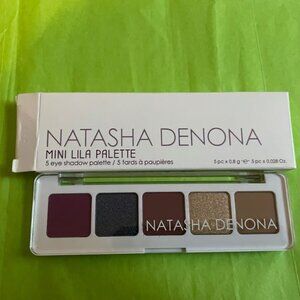 NATASHA DENONA
MINI LILA PALETTE
5 eye shadow palette / 5 fards à paupières
5 pc x 0,8 g ℮ / 5 pc x 0.028 Oz.
NATASHA DENONA